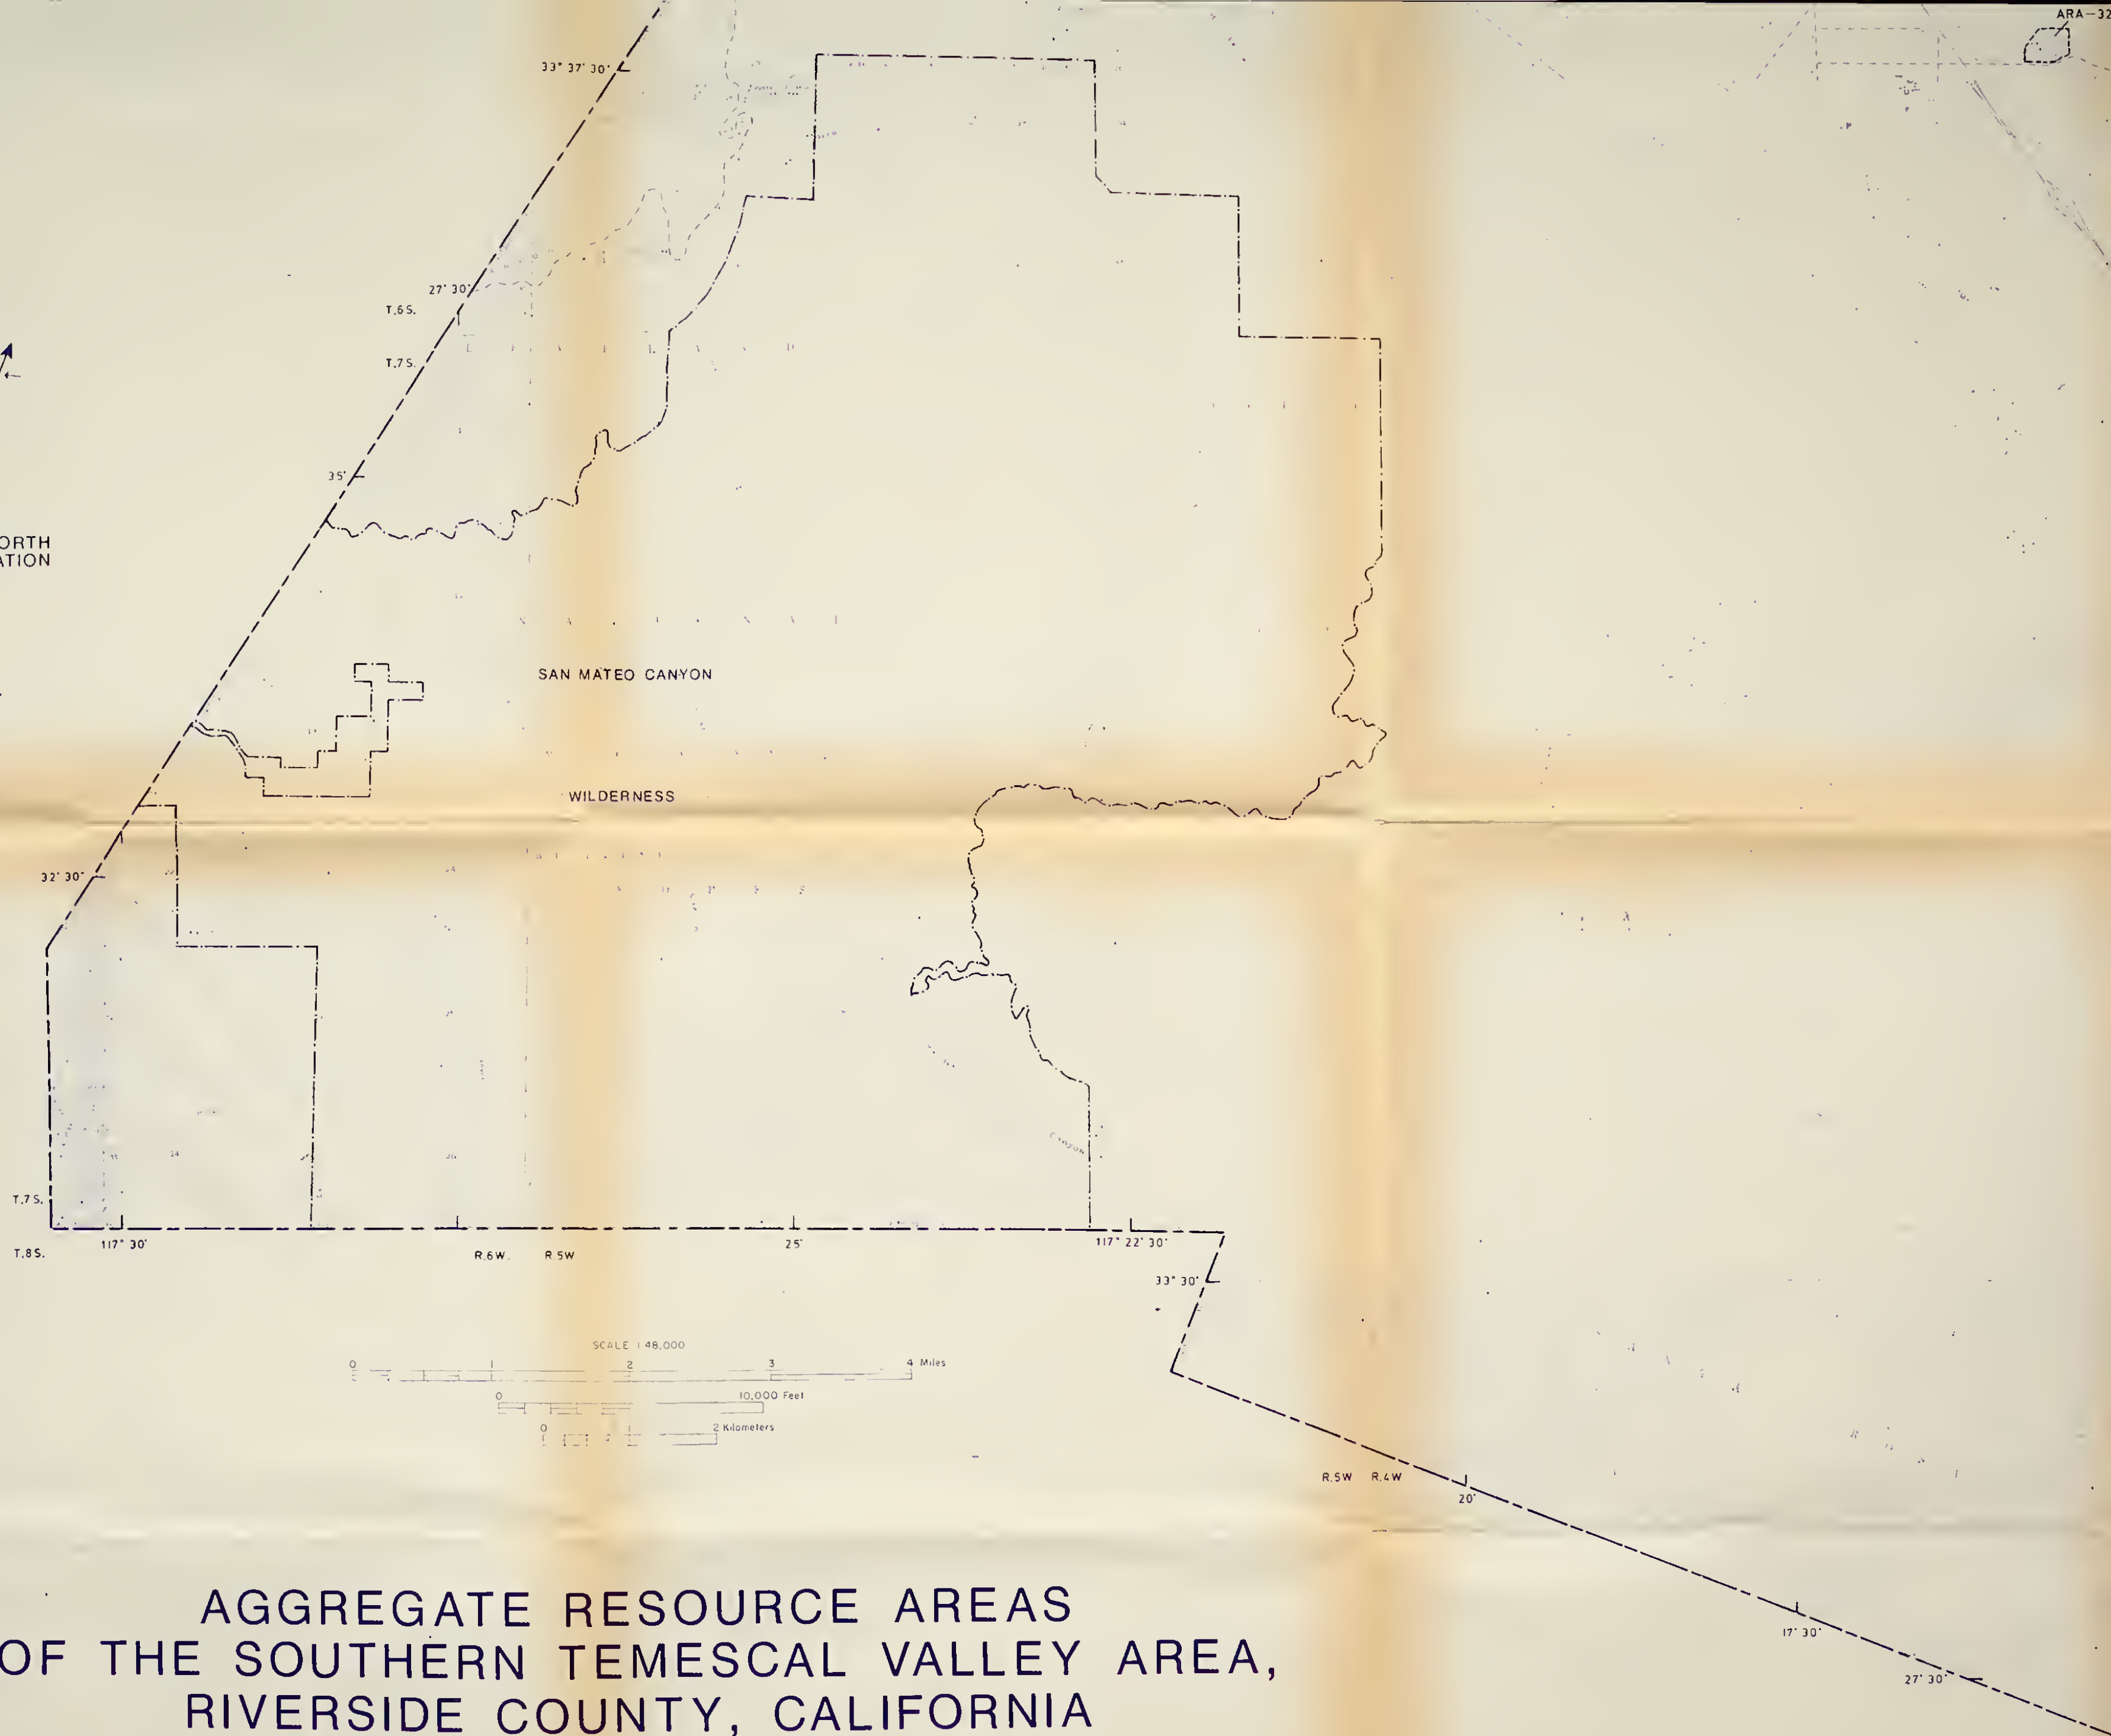 ARA-32
33° 37' 30"
27' 30"
T.6S.
T.7S.
35'
ORTH
ATION
SAN MATEO CANYON
WILDERNESS
32' 30"
Canyon
T.7S.
T.8S.
117° 30'
R.6W. R.5W
25'
117° 22' 30"
33° 30'
SCALE 1:48,000
0 1 2 3 4 Miles
0 10,000 Feet
0 1 2 Kilometers
R.5W R.4W
20'
17' 30"
27' 30"
AGGREGATE RESOURCE AREAS
OF THE SOUTHERN TEMESCAL VALLEY AREA,
RIVERSIDE COUNTY, CALIFORNIA